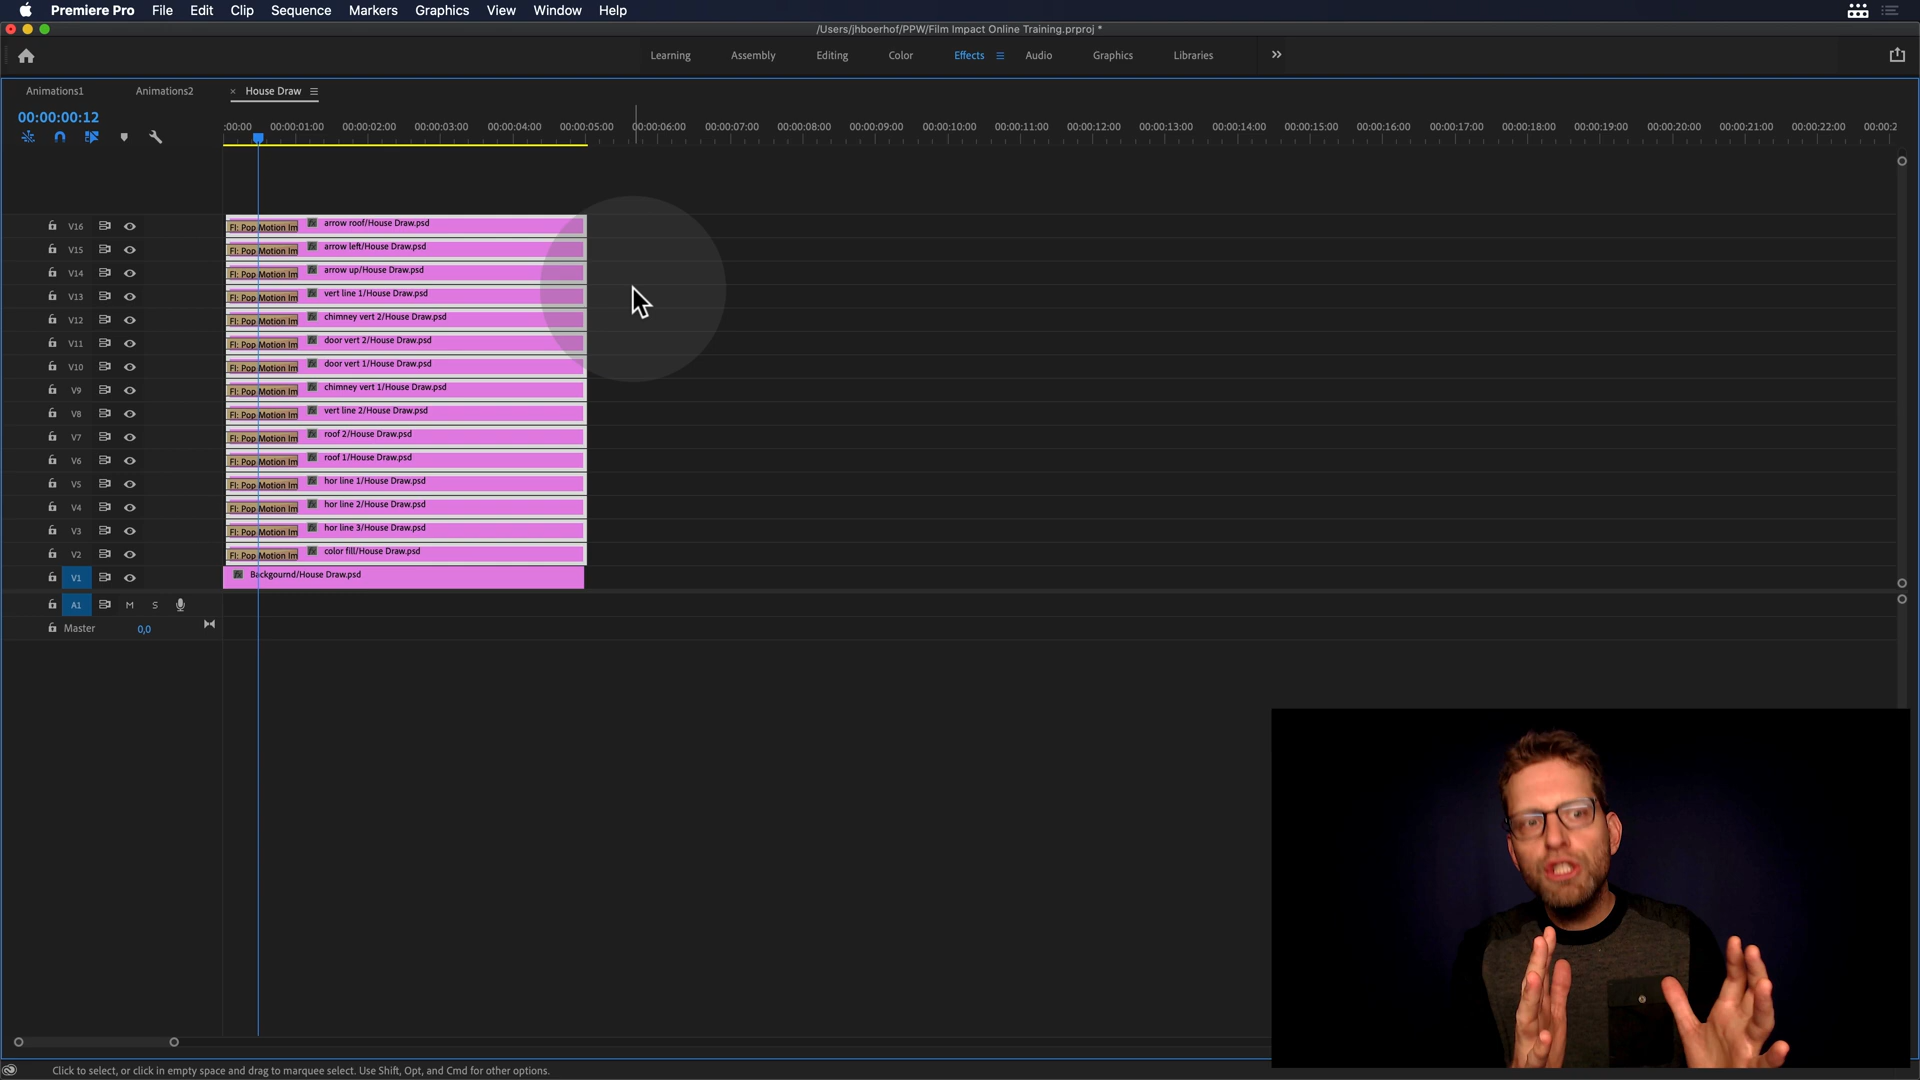 Premiere Pro File Edit Clip Sequence Markers Graphics View Window Help
/Users/jhboerhof/PPW/Film Impact Online Training.prproj *
Learning Assembly Editing Color Effects Audio Graphics Libraries
Animations1 Animations2 × House Draw
00:00:00:12
:00:00 00:00:01:00 00:00:02:00 00:00:03:00 00:00:04:00 00:00:05:00 00:00:06:00 00:00:07:00 00:00:08:00 00:00:09:00 00:00:10:00 00:00:11:00 00:00:12:00 00:00:13:00 00:00:14:00 00:00:15:00 00:00:16:00 00:00:17:00 00:00:18:00 00:00:19:00 00:00:20:00 00:00:21:00 00:00:22:00 00:00:2
V16 FI: Pop Motion Im arrow roof/House Draw.psd
V15 FI: Pop Motion Im arrow left/House Draw.psd
V14 FI: Pop Motion Im arrow up/House Draw.psd
V13 FI: Pop Motion Im vert line 1/House Draw.psd
V12 FI: Pop Motion Im chimney vert 2/House Draw.psd
V11 FI: Pop Motion Im door vert 2/House Draw.psd
V10 FI: Pop Motion Im door vert 1/House Draw.psd
V9 FI: Pop Motion Im chimney vert 1/House Draw.psd
V8 FI: Pop Motion Im vert line 2/House Draw.psd
V7 FI: Pop Motion Im roof 2/House Draw.psd
V6 FI: Pop Motion Im roof 1/House Draw.psd
V5 FI: Pop Motion Im hor line 1/House Draw.psd
V4 FI: Pop Motion Im hor line 2/House Draw.psd
V3 FI: Pop Motion Im hor line 3/House Draw.psd
V2 FI: Pop Motion Im color fill/House Draw.psd
V1 Backgournd/House Draw.psd
A1 M S
Master 0,0
Click to select, or click in empty space and drag to marquee select. Use Shift, Opt, and Cmd for other options.